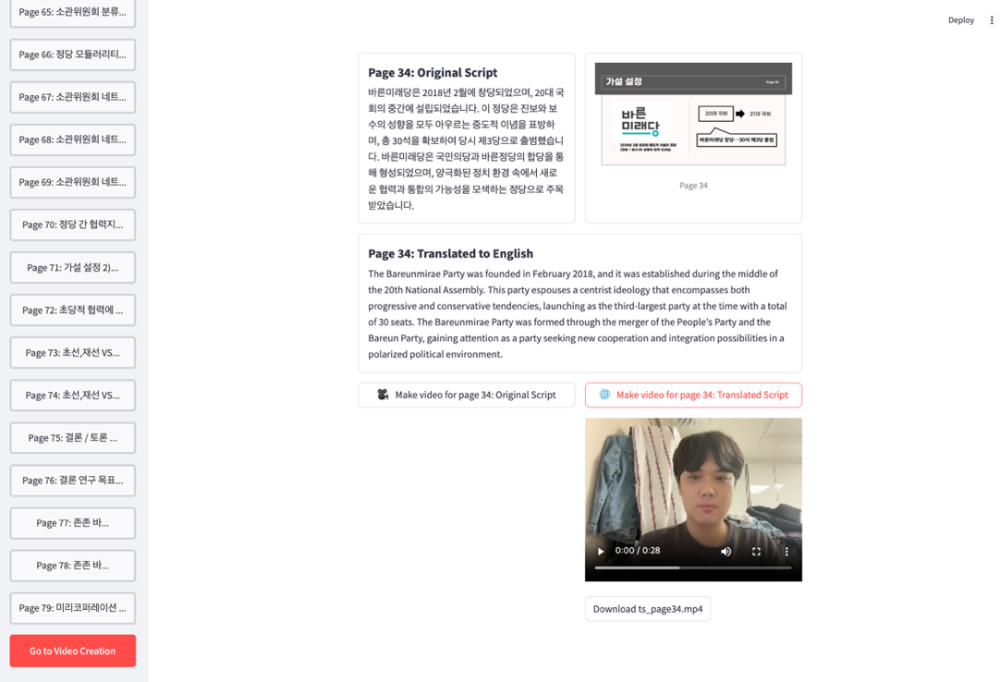 Page 65: 소관위원회 분류...
Page 66: 정당 모듈러리티...
Page 67: 소관위원회 네트...
Page 68: 소관위원회 네트...
Page 69: 소관위원회 네트...
Page 70: 정당 간 협력지...
Page 71: 가설 설정 2)...
Page 72: 초당적 협력에 ...
Page 73: 초선,재선 VS...
Page 74: 초선,재선 VS...
Page 75: 결론 / 토론 ...
Page 76: 결론 연구 목표...
Page 77: 존존 바...
Page 78: 존존 바...
Page 79: 미리코퍼레이션 ...
Go to Video Creation
Deploy
Page 34: Original Script
바른미래당은 2018년 2월에 창당되었으며, 20대 국
회의 중간에 설립되었습니다. 이 정당은 진보와 보
수의 성향을 모두 아우르는 중도적 이념을 표방하
며, 총 30석을 확보하여 당시 제3당으로 출범했습니
다. 바른미래당은 국민의당과 바른정당의 합당을 통
해 형성되었으며, 양극화된 정치 환경 속에서 새로
운 협력과 통합의 가능성을 모색하는 정당으로 주목
받았습니다.
가설 설정
바른
미래당
20대 국회
21대 국회
바른미래당 창당…30석 제3당 출범
Page 34
Page 34: Translated to English
The Bareunmirae Party was founded in February 2018, and it was established during the middle of
the 20th National Assembly. This party espouses a centrist ideology that encompasses both
progressive and conservative tendencies, launching as the third-largest party at the time with a total
of 30 seats. The Bareunmirae Party was formed through the merger of the People's Party and the
Bareun Party, gaining attention as a party seeking new cooperation and integration possibilities in a
polarized political environment.
Make video for page 34: Original Script
Make video for page 34: Translated Script
0:00 / 0:28
Download ts_page34.mp4